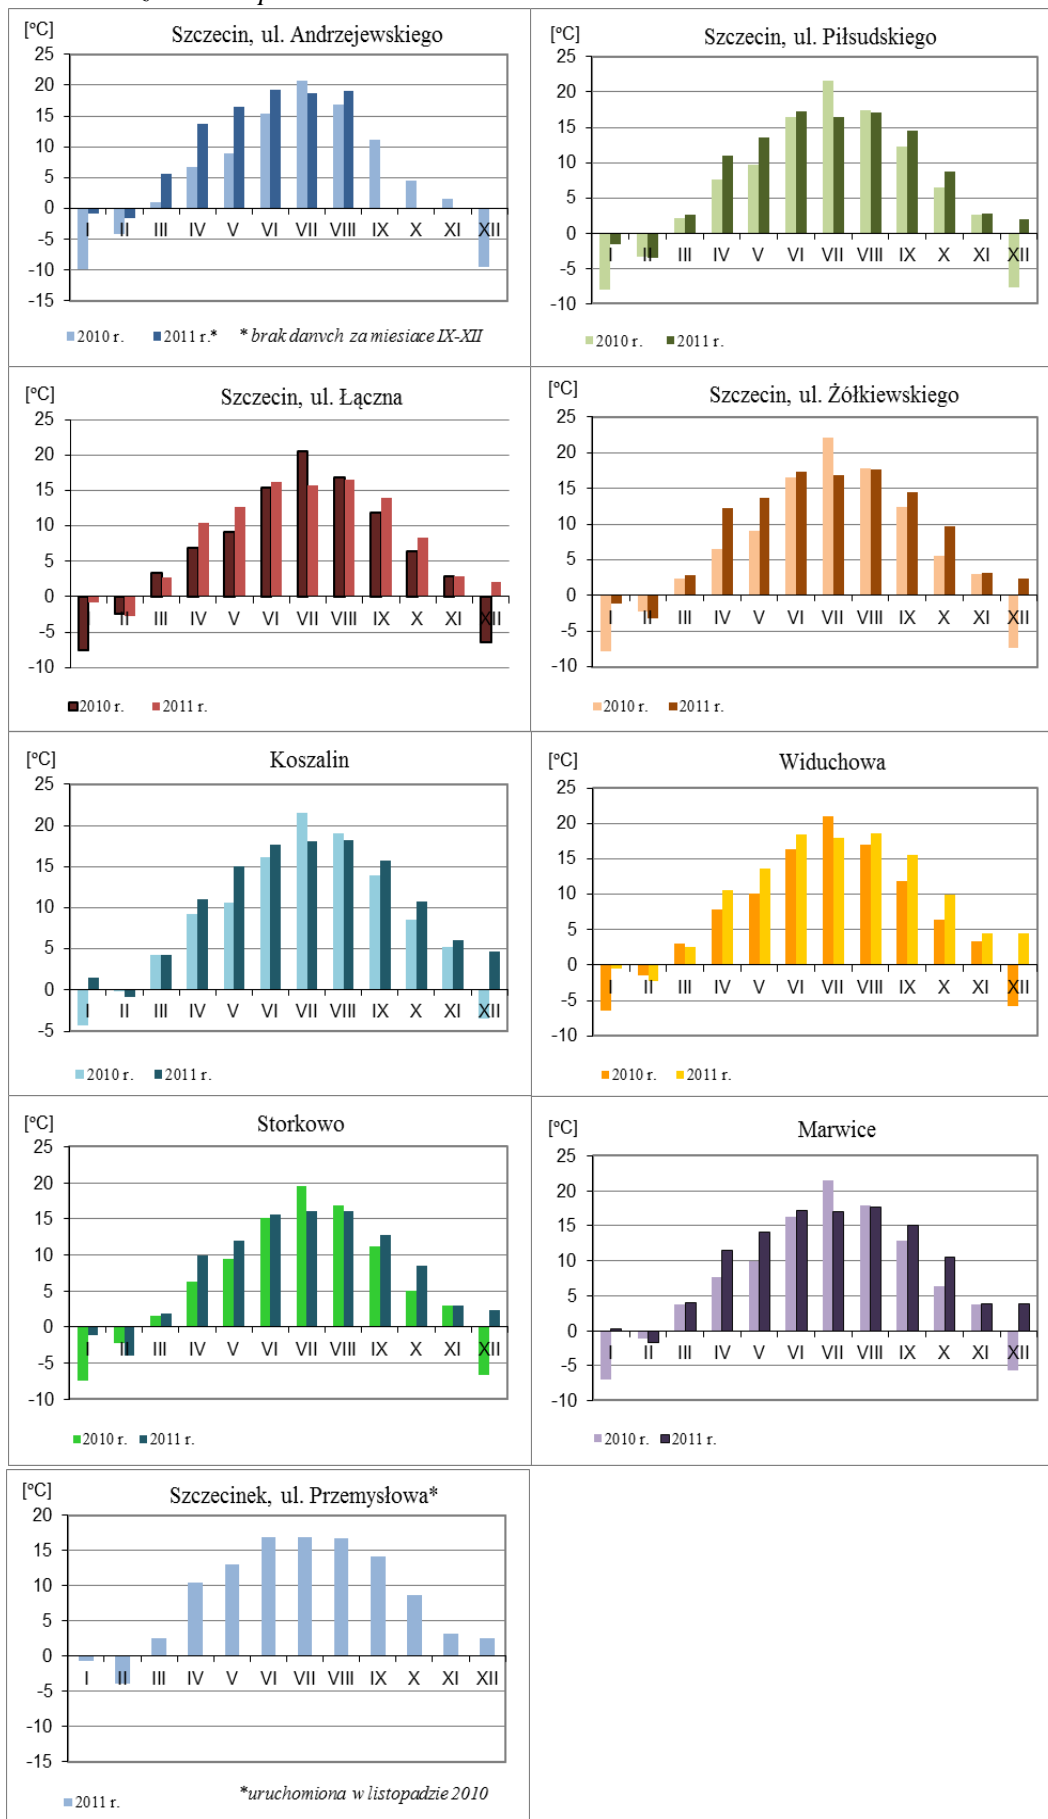 [°C]
Szczecin, ul. Andrzejewskiego
25
20
15
10
5
0
-5
-10
-15
I II III IV V VI VII VIII IX X XI XII
2010 r. 2011 r.* * brak danych za miesiace IX-XII
[°C]
Szczecin, ul. Piłsudskiego
25
20
15
10
5
0
-5
-10
I II III IV V VI VII VIII IX X XI XII
2010 r. 2011 r.
[°C]
Szczecin, ul. Łączna
25
20
15
10
5
0
-5
-10
I II III IV V VI VII VIII IX X XI XII
2010 r. 2011 r.
[°C]
Szczecin, ul. Żółkiewskiego
25
20
15
10
5
0
-5
-10
I II III IV V VI VII VIII IX X XI XII
2010 r. 2011 r.
[°C]
Koszalin
25
20
15
10
5
0
-5
I II III IV V VI VII VIII IX X XI XII
2010 r. 2011 r.
[°C]
Widuchowa
25
20
15
10
5
0
-5
-10
I II III IV V VI VII VIII IX X XI XII
2010 r. 2011 r.
[°C]
Storkowo
25
20
15
10
5
0
-5
-10
I II III IV V VI VII VIII IX X XI XII
2010 r. 2011 r.
[°C]
Marwice
25
20
15
10
5
0
-5
-10
I II III IV V VI VII VIII IX X XI XII
2010 r. 2011 r.
[°C]
Szczecinek, ul. Przemysłowa*
20
15
10
5
0
-5
-10
-15
I II III IV V VI VII VIII IX X XI XII
2011 r. *uruchomiona w listopadzie 2010